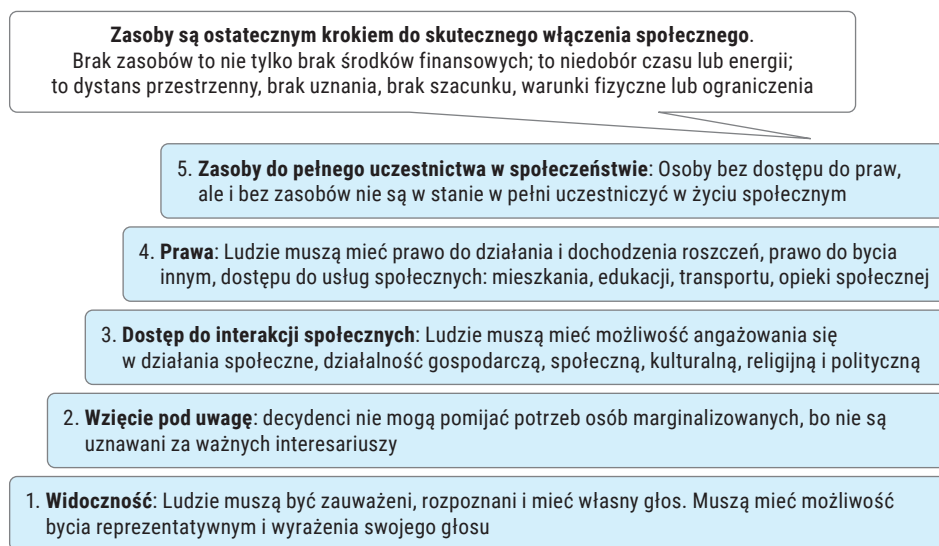 Zasoby są ostatecznym krokiem do skutecznego włączenia społecznego.
Brak zasobów to nie tylko brak środków finansowych; to niedobór czasu lub energii;
to dystans przestrzenny, brak uznania, brak szacunku, warunki fizyczne lub ograniczenia
5. Zasoby do pełnego uczestnictwa w społeczeństwie: Osoby bez dostępu do praw,
ale i bez zasobów nie są w stanie w pełni uczestniczyć w życiu społecznym
4. Prawa: Ludzie muszą mieć prawo do działania i dochodzenia roszczeń, prawo do bycia
innym, dostępu do usług społecznych: mieszkania, edukacji, transportu, opieki społecznej
3. Dostęp do interakcji społecznych: Ludzie muszą mieć możliwość angażowania się
w działania społeczne, działalność gospodarczą, społeczną, kulturalną, religijną i polityczną
2. Wzięcie pod uwagę: decydenci nie mogą pomijać potrzeb osób marginalizowanych, bo nie są
uznawani za ważnych interesariuszy
1. Widoczność: Ludzie muszą być zauważeni, rozpoznani i mieć własny głos. Muszą mieć możliwość
bycia reprezentatywnym i wyrażenia swojego głosu